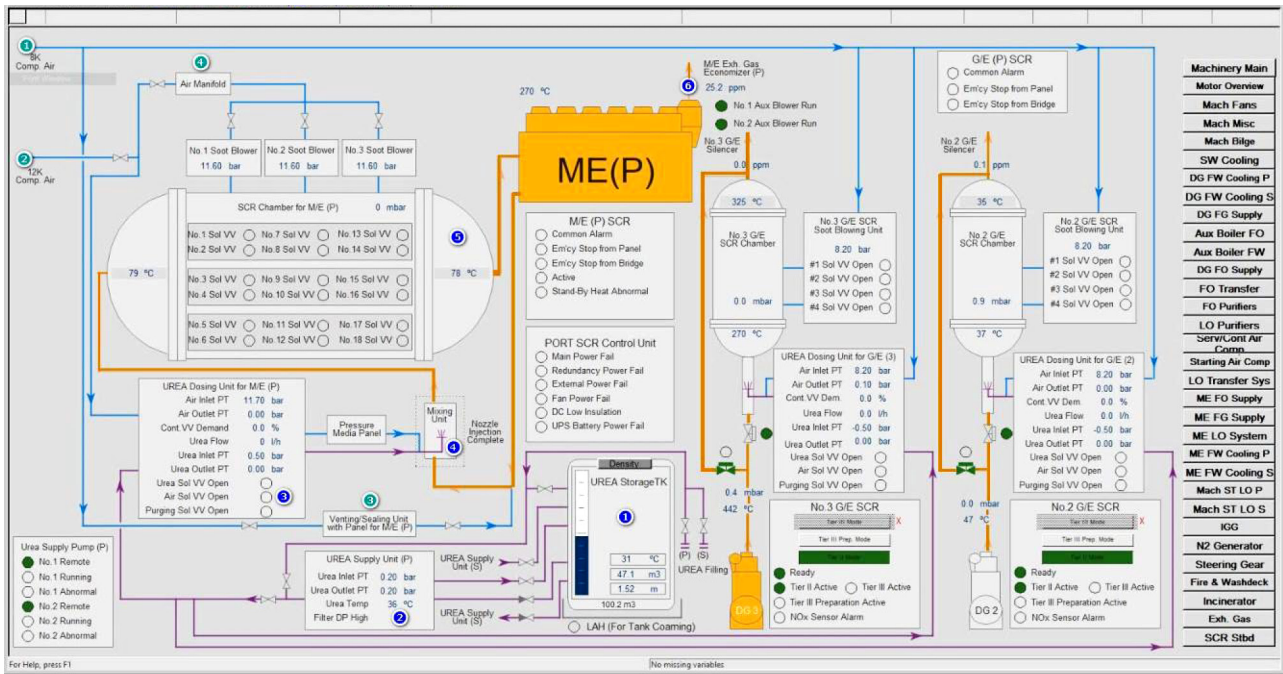 1
8K
Comp. Air
2
12K
Comp. Air
4
Air Manifold
No.1 Soot Blower
11.60 bar
No.2 Soot Blower
11.60 bar
No.3 Soot Blower
11.60 bar
SCR Chamber for M/E (P) 0 mbar
No.1 Sol VV No.7 Sol VV No.13 Sol VV
No.2 Sol VV No.8 Sol VV No.14 Sol VV
No.3 Sol VV No.9 Sol VV No.15 Sol VV
No.4 Sol VV No.10 Sol VV No.16 Sol VV
No.5 Sol VV No.11 Sol VV No.17 Sol VV
No.6 Sol VV No.12 Sol VV No.18 Sol VV
79 ºC
5
78 ºC
270 ºC
ME(P)
M/E Exh. Gas
Economizer (P)
6
25.2 ppm
No.1 Aux Blower Run
No.2 Aux Blower Run
M/E (P) SCR
Common Alarm
Em'cy Stop from Panel
Em'cy Stop from Bridge
Active
Stand-By Heat Abnormal
PORT SCR Control Unit
Main Power Fail
Redundancy Power Fail
External Power Fail
Fan Power Fail
DC Low Insulation
UPS Battery Power Fail
UREA Dosing Unit for M/E (P)
Air Inlet PT 11.70 bar
Air Outlet PT 0.00 bar
Cont VV Demand 0.0 %
Urea Flow 0 l/h
Urea Inlet PT 0.50 bar
Urea Outlet PT 0.00 bar
Urea Sol VV Open
Air Sol VV Open
Purging Sol VV Open
3
Pressure
Media Panel
Mixing
Unit
4
Nozzle
Injection
Complete
3
Venting/Sealing Unit
with Panel for M/E (P)
Urea Supply Pump (P)
No.1 Remote
No.1 Running
No.1 Abnormal
No.2 Remote
No.2 Running
No.2 Abnormal
UREA Supply Unit (P)
Urea Inlet PT 0.20 bar
Urea Outlet PT 0.20 bar
Urea Temp 36 ºC
Filter DP High
2
UREA Supply
Unit (S)
UREA Supply
Unit (S)
Density
UREA StorageTK
1
31 ºC
47.1 m3
1.52 m
100.2 m3
LAH (For Tank Coaming)
(P) (S)
UREA Filling
No.3 G/E
Silencer
0.0 ppm
325 ºC
No.3 G/E
SCR Chamber
0.0 mbar
270 ºC
No.3 G/E SCR
Soot Blowing Unit
8.20 bar
#1 Sol VV Open
#2 Sol VV Open
#3 Sol VV Open
#4 Sol VV Open
UREA Dosing Unit for G/E (3)
Air Inlet PT 8.20 bar
Air Outlet PT 0.10 bar
Cont.VV Dem. 0.0 %
Urea Flow 0.0 l/h
Urea Inlet PT -0.50 bar
Urea Outlet PT 0.00 bar
Urea Sol VV Open
Air Sol VV Open
Purging Sol VV Open
0.4 mbar
442 ºC
DG 3
No.3 G/E SCR
Tier III Mode X
Tier III Prep. Mode
Tier II Mode
Ready
Tier II Active Tier III Active
Tier III Preparation Active
NOx Sensor Alarm
G/E (P) SCR
Common Alarm
Em'cy Stop from Panel
Em'cy Stop from Bridge
No.2 G/E
Silencer
0.1 ppm
35 ºC
No.2 G/E
SCR Chamber
0.9 mbar
37 ºC
No.2 G/E SCR
Soot Blowing Unit
8.20 bar
#1 Sol VV Open
#2 Sol VV Open
#3 Sol VV Open
#4 Sol VV Open
UREA Dosing Unit for G/E (2)
Air Inlet PT 8.20 bar
Air Outlet PT 0.00 bar
Cont VV Dem. 0.0 %
Urea Flow 0.0 l/h
Urea Inlet PT -0.50 bar
Urea Outlet PT 0.00 bar
Urea Sol VV Open
Air Sol VV Open
Purging Sol VV Open
0.0 mbar
47 ºC
DG 2
No.2 G/E SCR
Tier III Mode X
Tier III Prep. Mode
Tier II Mode
Ready
Tier II Active Tier III Active
Tier III Preparation Active
NOx Sensor Alarm
Machinery Main
Motor Overview
Mach Fans
Mach Misc
Mach Bilge
SW Cooling
DG FW Cooling P
DG FW Cooling S
DG FG Supply
Aux Boiler FO
Aux Boiler FW
DG FO Supply
FO Transfer
FO Purifiers
LO Purifiers
Serv/Cont Air
Comp
Starting Air Comp
LO Transfer Sys
ME FO Supply
ME FG Supply
ME LO System
ME FW Cooling P
ME FW Cooling S
Mach ST LO P
Mach ST LO S
IGG
N2 Generator
Steering Gear
Fire & Washdeck
Incinerator
Exh. Gas
SCR Stbd
For Help, press F1
No missing variables